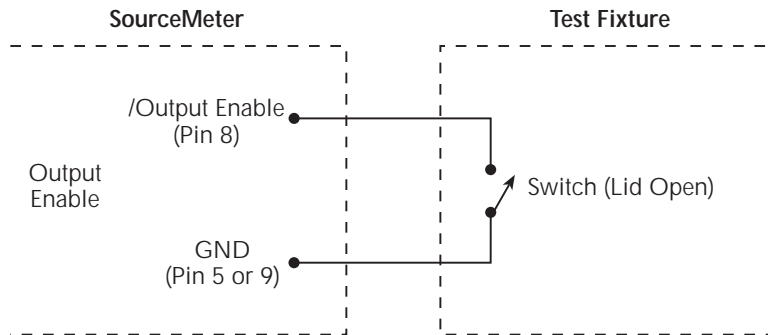 SourceMeter
Test Fixture
/Output Enable
(Pin 8)
Output
Enable
Switch (Lid Open)
GND
(Pin 5 or 9)